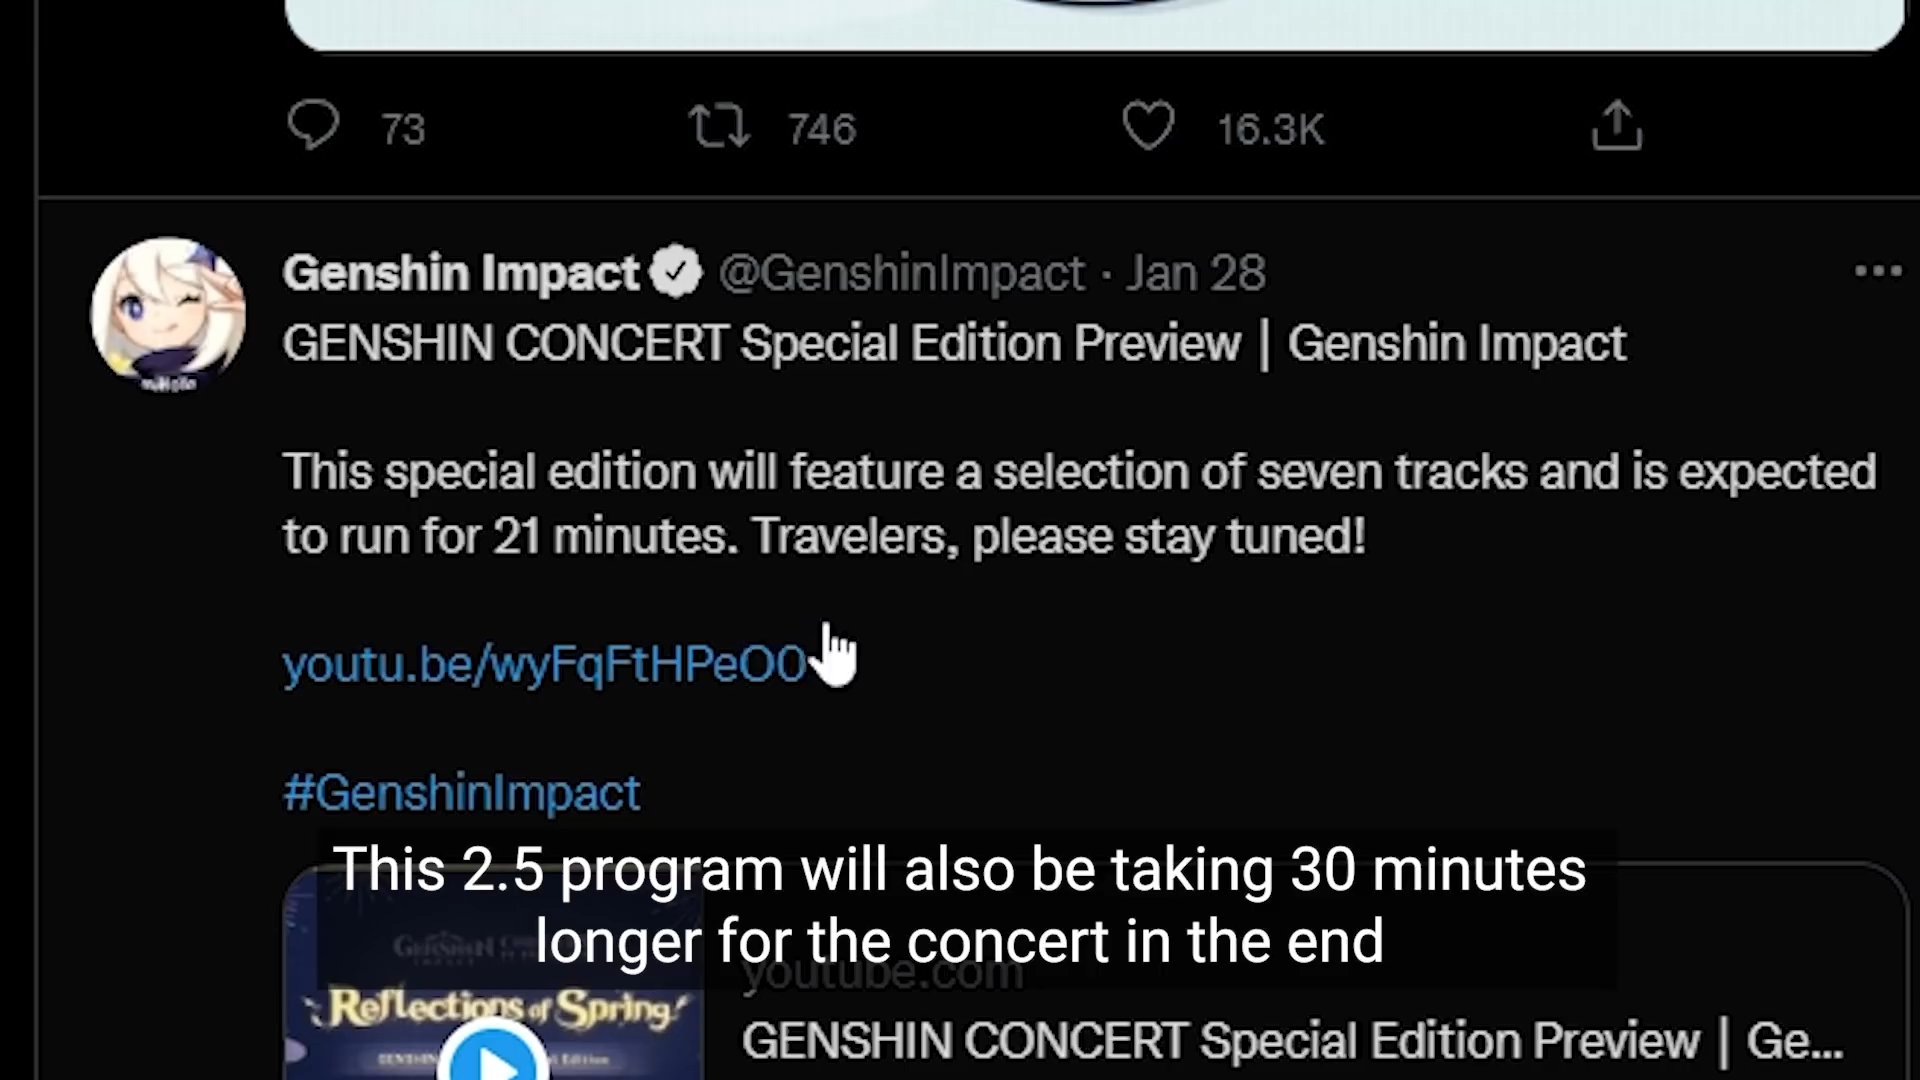 73 746 16.3K
Genshin Impact @GenshinImpact · Jan 28
GENSHIN CONCERT Special Edition Preview | Genshin Impact
This special edition will feature a selection of seven tracks and is expected
to run for 21 minutes. Travelers, please stay tuned!
youtu.be/wyFqFtHPeO0
#GenshinImpact
This 2.5 program will also be taking 30 minutes
longer for the concert in the end
youtube.com
Reflections of Spring
GENSHIN CONCERT Special Edition Preview | Ge...